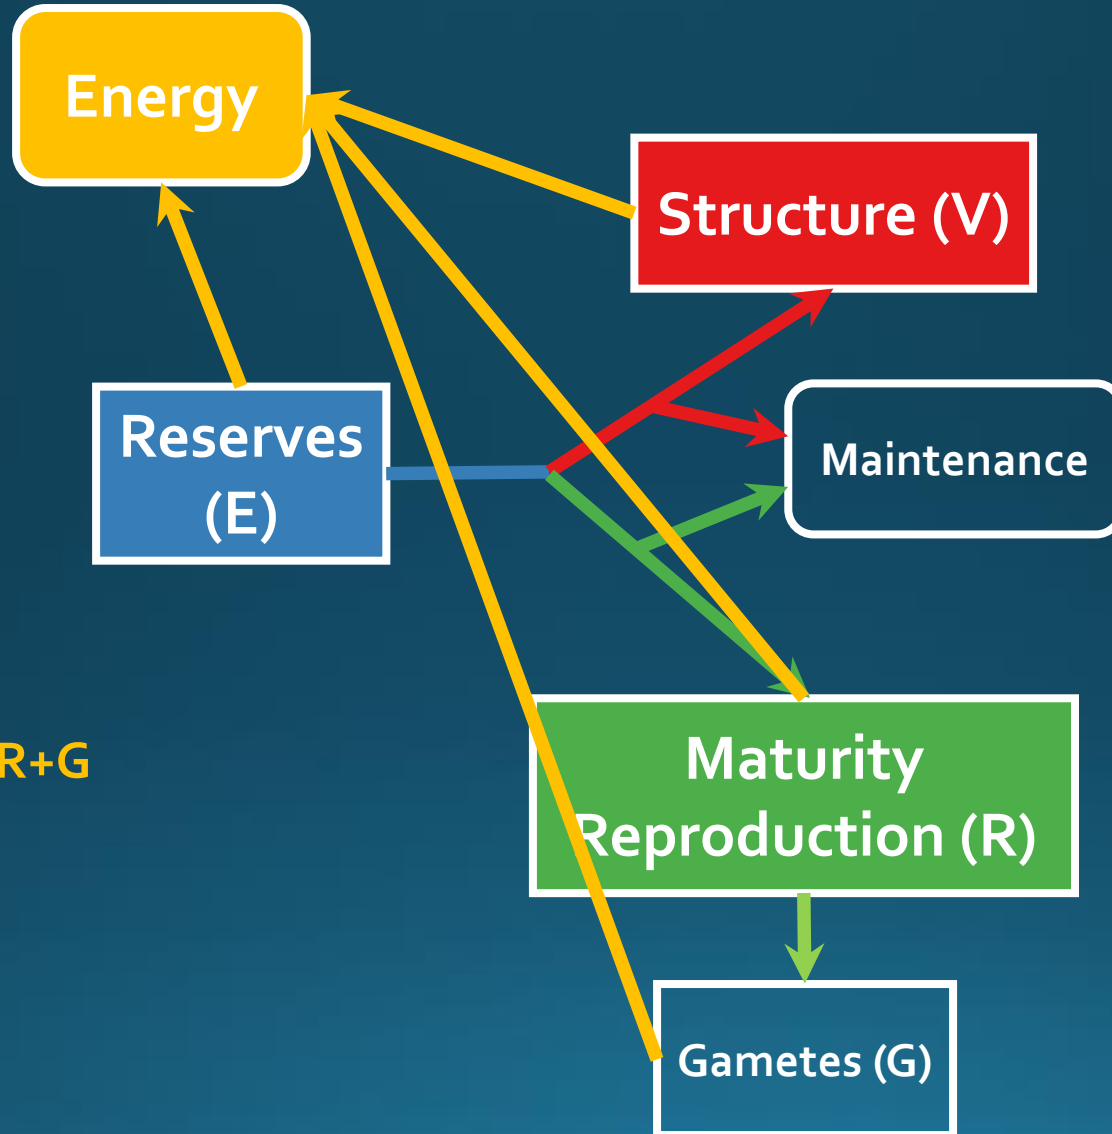 Energy
Structure (V)
Reserves
(E)
Maintenance
R+G
Maturity
Reproduction (R)
Gametes (G)